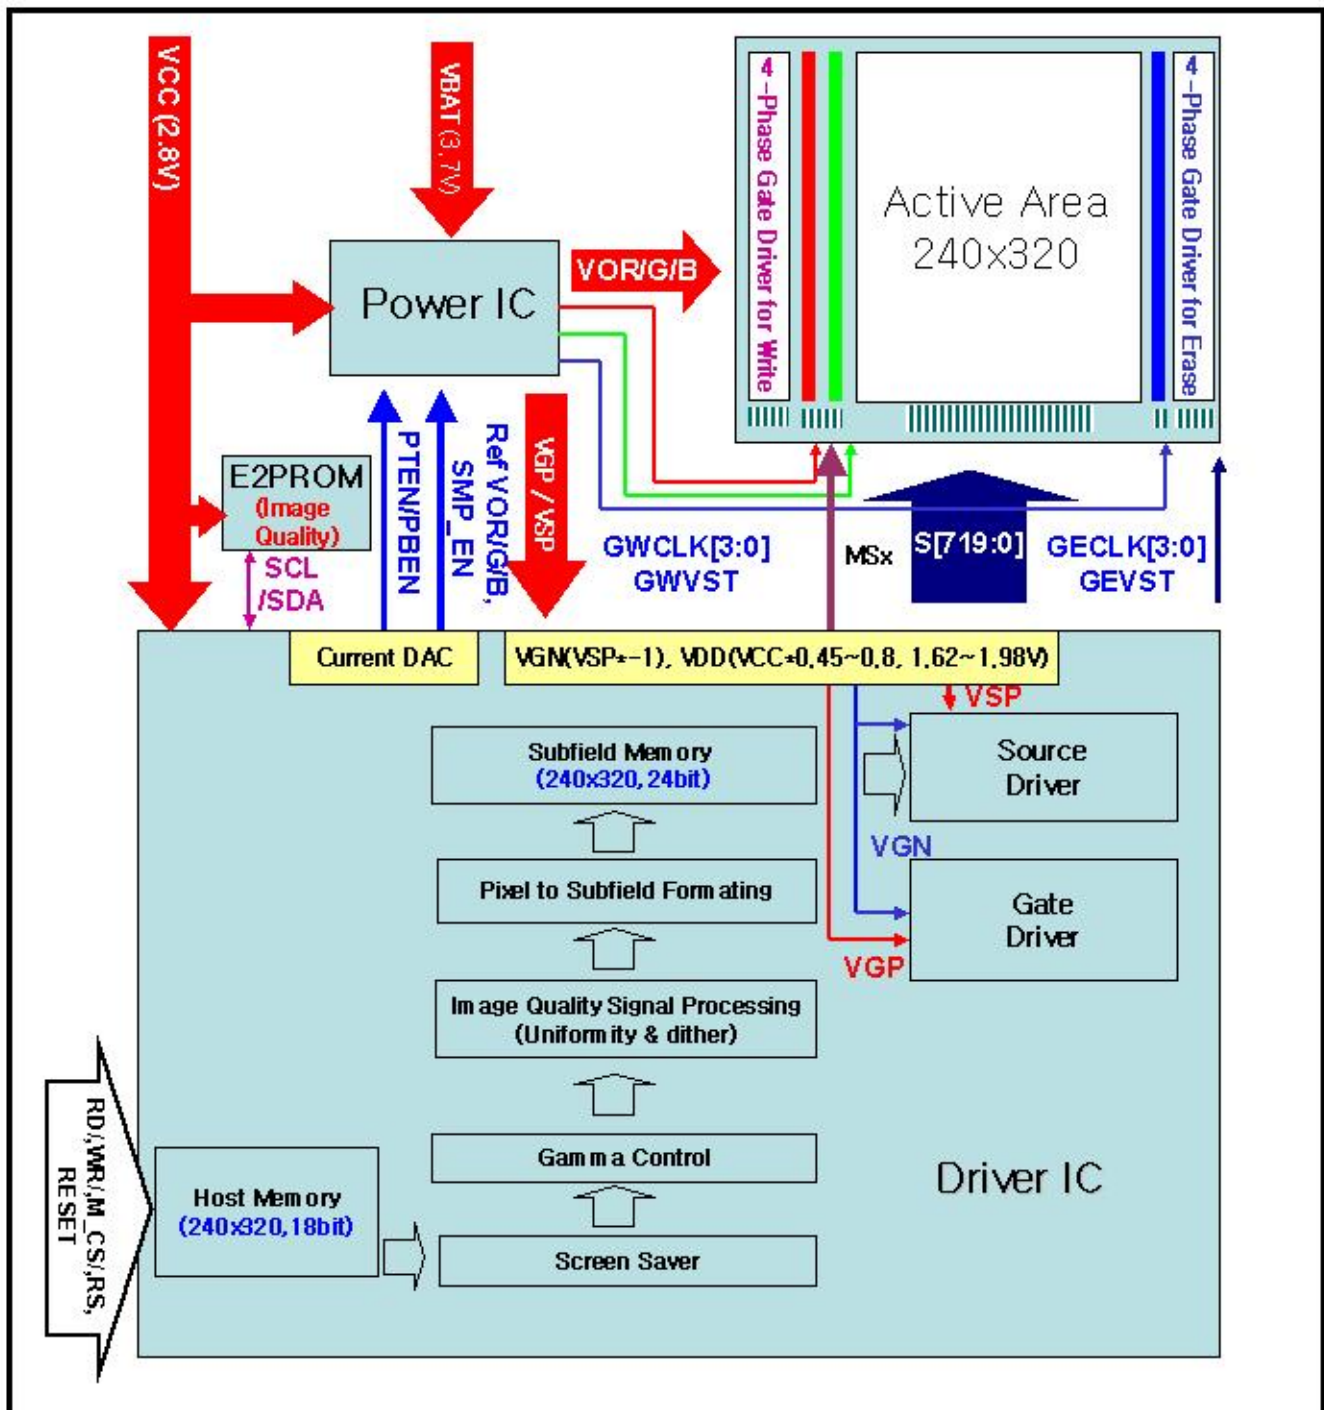 VCC (2.8V)
VBAT (3.7V)
4-Phase Gate Driver for Write
Active Area
240x320
4-Phase Gate Driver for Erase
Power IC
VOR/G/B
E2PROM
(Image
Quality)
SCL
/SDA
PTEN/PBEN
Ref VOR/G/B,
SMP_EN
VGP / VSP
GWCLK[3:0]
GWVST
MSx
S[719:0]
GECLK[3:0]
GEVST
Current DAC
VGN(VSP*-1), VDD(VCC*0.45~0.8, 1.62~1.98V)
VSP
Subfield Memory
(240x320, 24bit)
Source
Driver
VGN
Pixel to Subfield Formating
Gate
Driver
VGP
Image Quality Signal Processing
(Uniformity & dither)
Gamma Control
Driver IC
RD/,WR/,M_CS/,RS,
RESET
Host Memory
(240x320,18bit)
Screen Saver